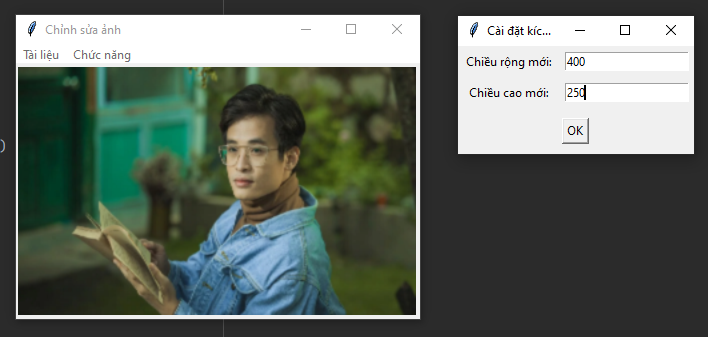 Chỉnh sửa ảnh
Tài liệu Chức năng
)
Cài đặt kíc...
Chiều rộng mới: 400
Chiều cao mới: 250
OK